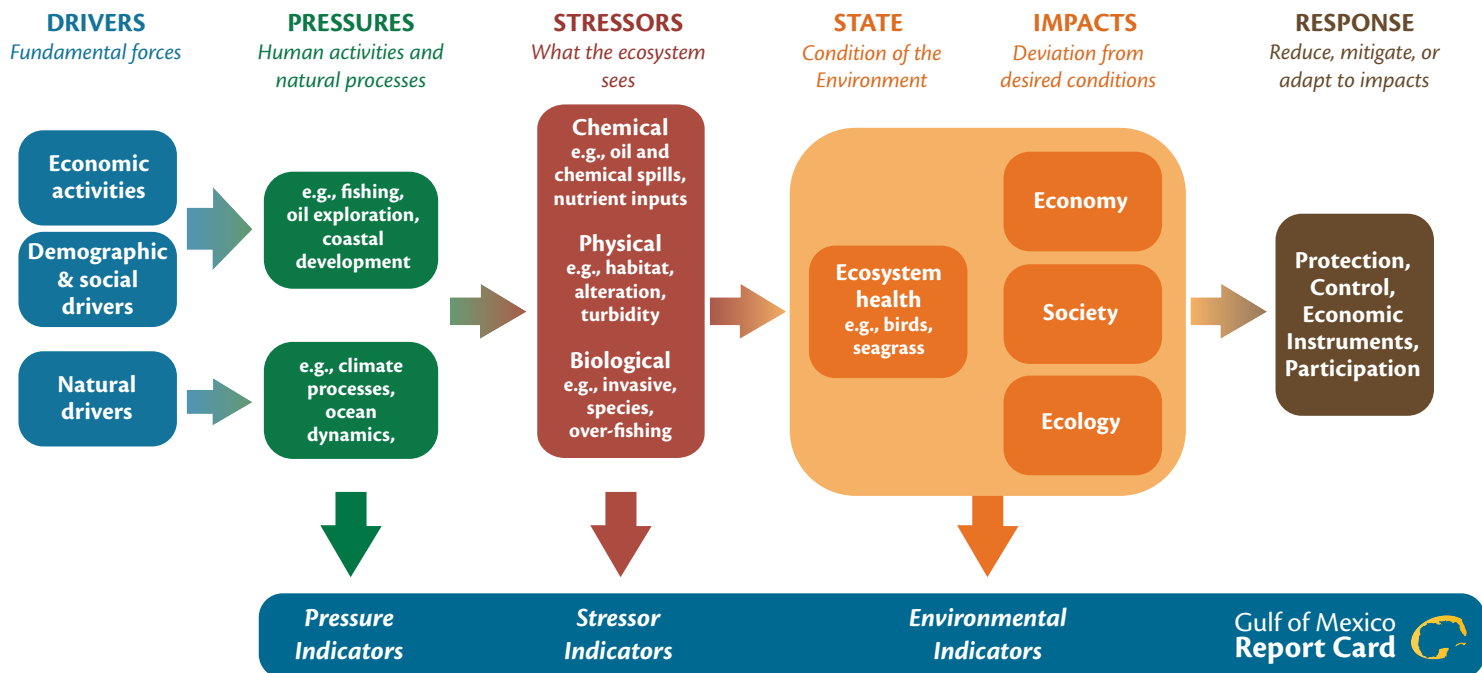 DRIVERS
Fundamental forces
PRESSURES
Human activities and
natural processes
STRESSORS
What the ecosystem
sees
STATE
Condition of the
Environment
IMPACTS
Deviation from
desired conditions
RESPONSE
Reduce, mitigate, or
adapt to impacts
Economic
activities
Demographic
& social
drivers
Natural
drivers
e.g., fishing,
oil exploration,
coastal
development
e.g., climate
processes,
ocean
dynamics,
Chemical
e.g., oil and
chemical spills,
nutrient inputs
Physical
e.g., habitat,
alteration,
turbidity
Biological
e.g., invasive,
species,
over-fishing
Ecosystem
health
e.g., birds,
seagrass
Economy
Society
Ecology
Protection,
Control,
Economic
Instruments,
Participation
Pressure
Indicators
Stressor
Indicators
Environmental
Indicators
Gulf of Mexico
Report Card